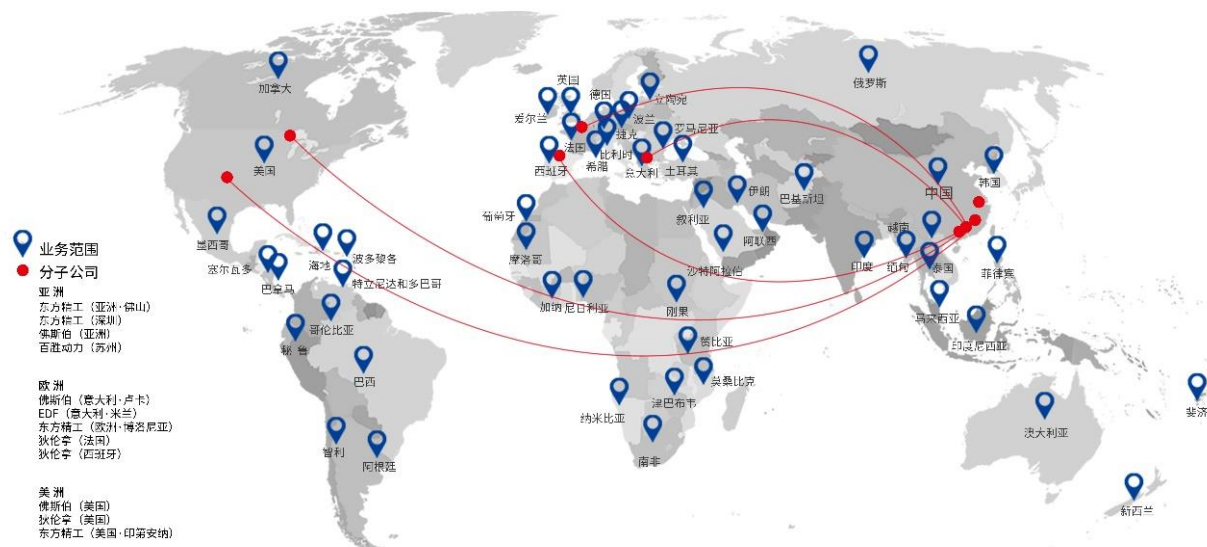 加拿大
美国
墨西哥
海地
波多黎各
塞尔瓦多
巴拿马
特立尼达和多巴哥
哥伦比亚
秘鲁
巴西
智利
阿根廷
英国
爱尔兰
德国
立陶宛
波兰
捷克
罗马尼亚
法国
比利时
希腊
西班牙
意大利
土耳其
俄罗斯
葡萄牙
摩洛哥
叙利亚
伊朗
巴基斯坦
阿联酋
沙特阿拉伯
中国
韩国
越南
印度
缅甸
泰国
菲律宾
马来西亚
印度尼西亚
加纳
尼日利亚
刚果
赞比亚
莫桑比克
津巴布韦
纳米比亚
南非
澳大利亚
斐济
新西兰
业务范围
分子公司
亚洲
东方精工（亚洲·佛山）
东方精工（深圳）
佛斯伯（亚洲）
百胜动力（苏州）
欧洲
佛斯伯（意大利·卢卡）
EDF（意大利·米兰）
东方精工（欧洲·博洛尼亚）
狄伦拿（法国）
狄伦拿（西班牙）
美洲
佛斯伯（美国）
狄伦拿（美国）
东方精工（美国·印第安纳）